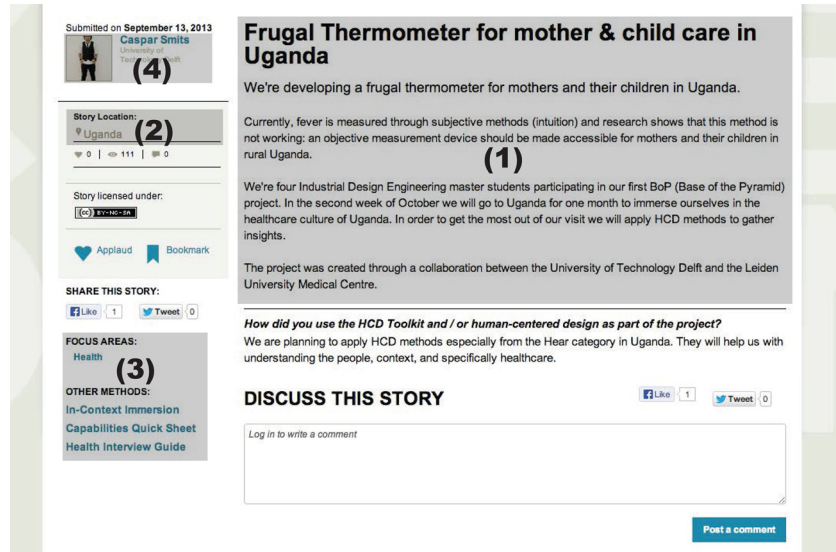 Submitted on September 13, 2013
Caspar Smits
University of
Technology Delft
(4)
Story Location:
Uganda
(2)
0 | 111 | 0
Story licensed under:
(cc) BY-NC-SA
Applaud Bookmark
SHARE THIS STORY:
Like 1 Tweet 0
FOCUS AREAS:
Health
(3)
OTHER METHODS:
In-Context Immersion
Capabilities Quick Sheet
Health Interview Guide
Frugal Thermometer for mother & child care in
Uganda
We're developing a frugal thermometer for mothers and their children in Uganda.
Currently, fever is measured through subjective methods (intuition) and research shows that this method is
not working: an objective measurement device should be made accessible for mothers and their children in
rural Uganda.
(1)
We're four Industrial Design Engineering master students participating in our first BoP (Base of the Pyramid)
project. In the second week of October we will go to Uganda for one month to immerse ourselves in the
healthcare culture of Uganda. In order to get the most out of our visit we will apply HCD methods to gather
insights.
The project was created through a collaboration between the University of Technology Delft and the Leiden
University Medical Centre.
How did you use the HCD Toolkit and / or human-centered design as part of the project?
We are planning to apply HCD methods especially from the Hear category in Uganda. They will help us with
understanding the people, context, and specifically healthcare.
DISCUSS THIS STORY
Like 1 Tweet 0
Log in to write a comment
Post a comment